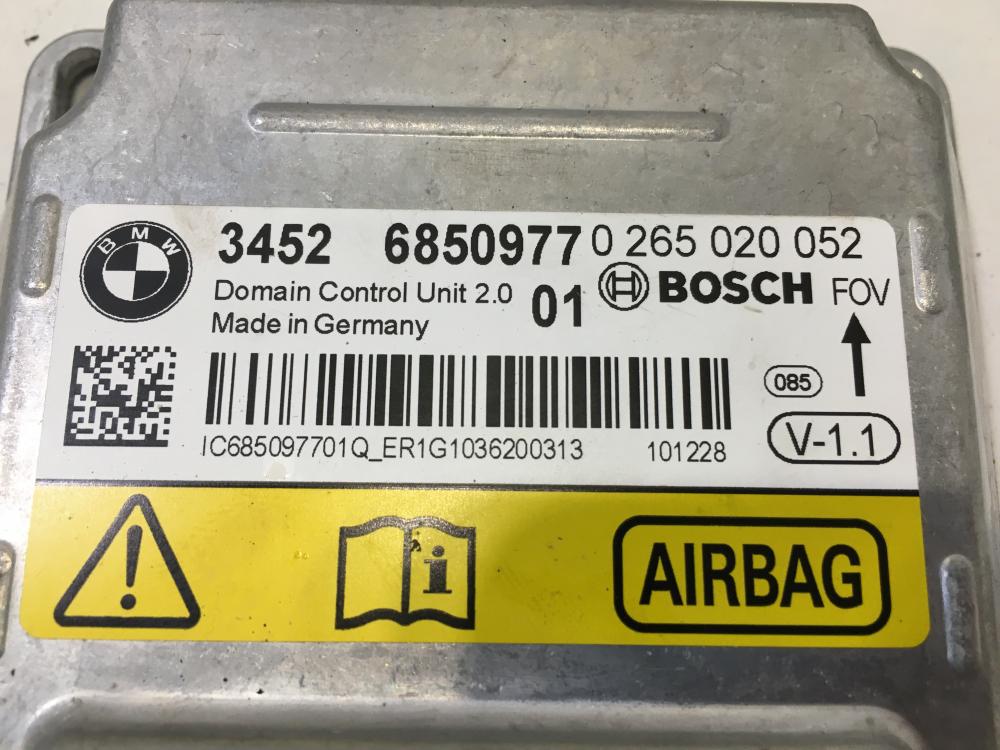 BMW
3452 6850977 0 265 020 052
Domain Control Unit 2.0 01 BOSCH FOV
Made in Germany
085
IC685097701Q_ER1G1036200313 101228
V-1.1
i AIRBAG